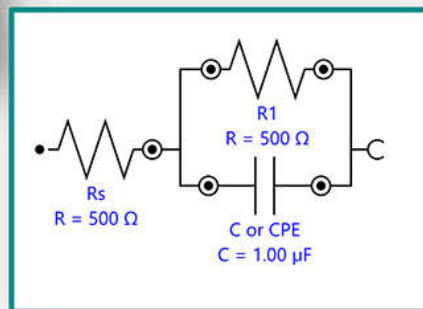 R1
R = 500 Ω
Rs
R = 500 Ω
C or CPE
C = 1.00 µF